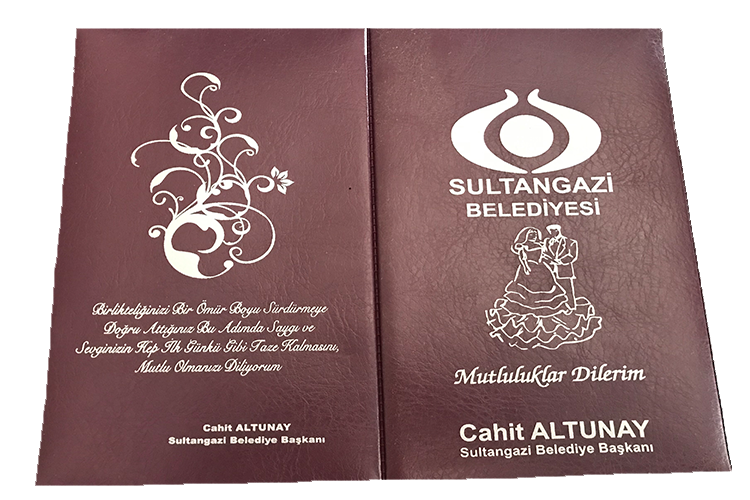 Birlikteliğinizi Bir Ömür Boyu Sürdürmeye
Doğru Attığınız Bu Adımda Saygı ve
Sevginizin Hep İlk Günkü Gibi Taze Kalmasını,
Mutlu Olmanızı Diliyorum
Cahit ALTUNAY
Sultangazi Belediye Başkanı
SULTANGAZİ
BELEDİYESİ
Mutluluklar Dilerim
Cahit ALTUNAY
Sultangazi Belediye Başkanı